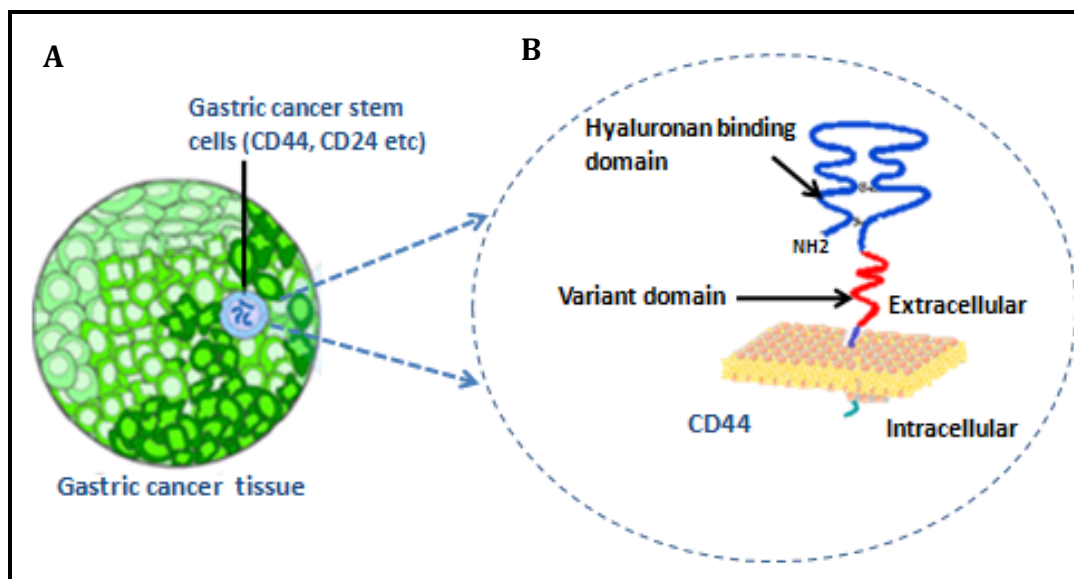 A
Gastric cancer stem
cells (CD44, CD24 etc)
Gastric cancer tissue
B
Hyaluronan binding
domain
NH2
Variant domain
Extracellular
CD44
Intracellular